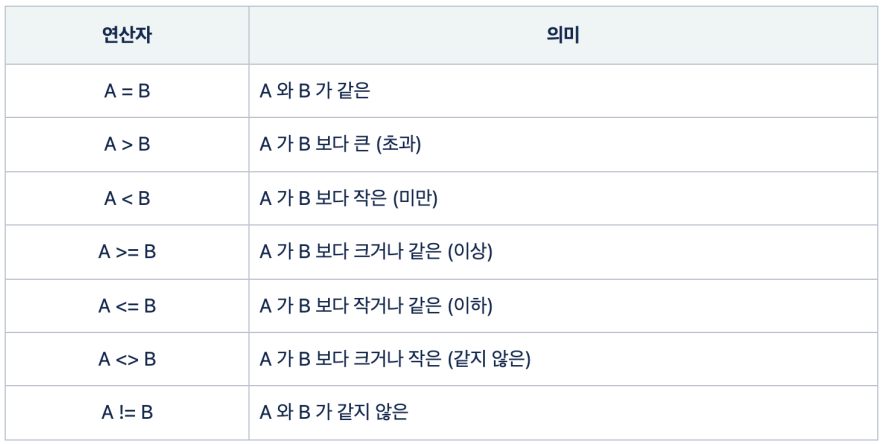 연산자 의미
A = B A 와 B 가 같은
A > B A 가 B 보다 큰 (초과)
A < B A 가 B 보다 작은 (미만)
A >= B A 가 B 보다 크거나 같은 (이상)
A <= B A 가 B 보다 작거나 같은 (이하)
A <> B A 가 B 보다 크거나 작은 (같지 않은)
A != B A 와 B 가 같지 않은